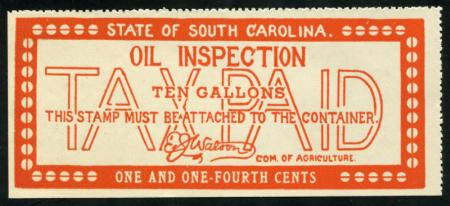 STATE OF SOUTH CAROLINA.
OIL INSPECTION
TAX PAID
TEN GALLONS
THIS STAMP MUST BE ATTACHED TO THE CONTAINER.
E.J. Watson
COM. OF AGRICULTURE.
ONE AND ONE-FOURTH CENTS